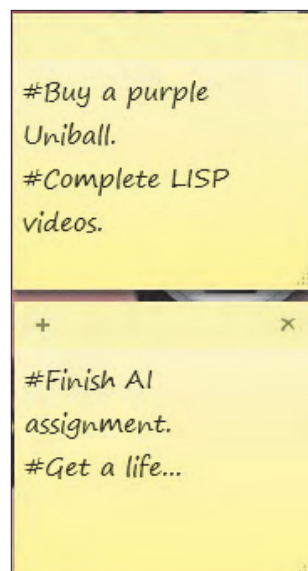 #Buy a purple
Uniball.
#Complete LISP
videos.
#Finish AI
assignment.
#Get a life...